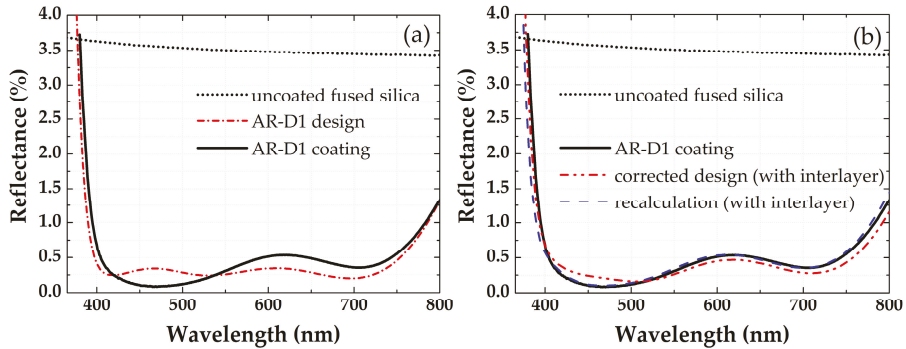 4.0
3.5
3.0
2.5
2.0
1.5
1.0
0.5
0.0
Reflectance (%)
(a)
uncoated fused silica
AR-D1 design
AR-D1 coating
400
500
600
700
800
Wavelength (nm)
4.0
3.5
3.0
2.5
2.0
1.5
1.0
0.5
0.0
Reflectance (%)
(b)
uncoated fused silica
AR-D1 coating
corrected design (with interlayer)
recalculation (with interlayer)
400
500
600
700
800
Wavelength (nm)